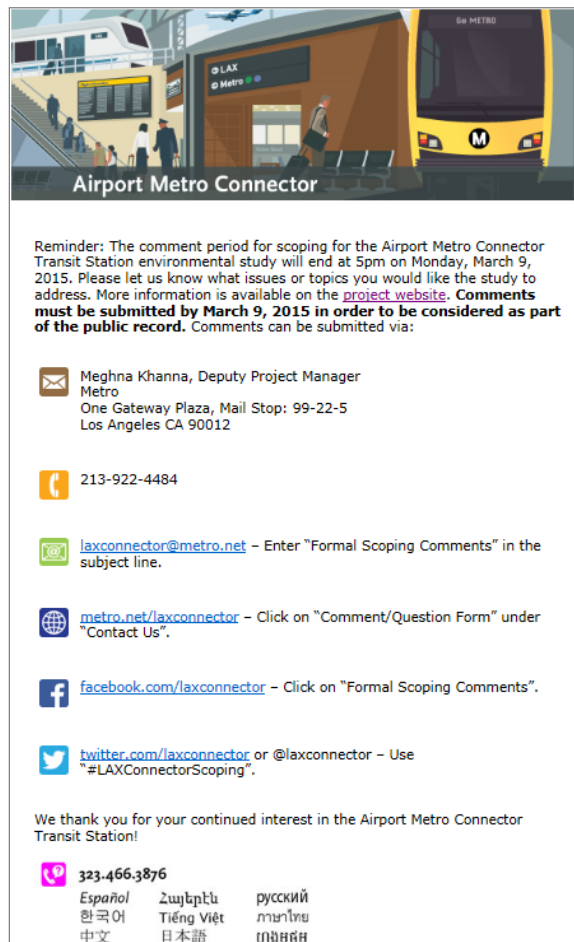 Go METRO
LAX
Metro
M
Airport Metro Connector
Reminder: The comment period for scoping for the Airport Metro Connector
Transit Station environmental study will end at 5pm on Monday, March 9,
2015. Please let us know what issues or topics you would like the study to
address. More information is available on the project website. Comments
must be submitted by March 9, 2015 in order to be considered as part
of the public record. Comments can be submitted via:
Meghna Khanna, Deputy Project Manager
Metro
One Gateway Plaza, Mail Stop: 99-22-5
Los Angeles CA 90012
213-922-4484
laxconnector@metro.net – Enter “Formal Scoping Comments” in the
subject line.
metro.net/laxconnector – Click on “Comment/Question Form” under
“Contact Us”.
facebook.com/laxconnector – Click on “Formal Scoping Comments”.
twitter.com/laxconnector or @laxconnector – Use
“#LAXConnectorScoping”.
We thank you for your continued interest in the Airport Metro Connector
Transit Station!
323.466.3876
Español Հայերէն русский
한국어 Tiếng Việt ภาษาไทย
中文 日本語